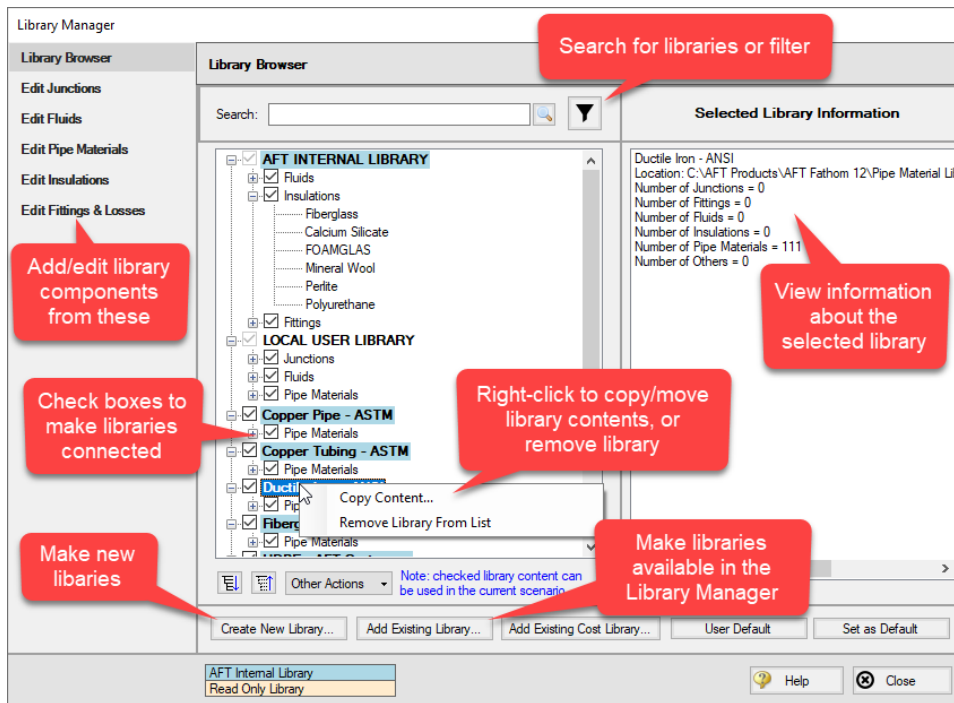 Library Manager
Library Browser
Edit Junctions
Edit Fluids
Edit Pipe Materials
Edit Insulations
Edit Fittings & Losses
Add/edit library
components
from these
Check boxes to
make libraries
connected
Make new
libaries
Library Browser
Search for libraries or filter
Search:
AFT INTERNAL LIBRARY
Fluids
Insulations
Fiberglass
Calcium Silicate
FOAMGLAS
Mineral Wool
Perlite
Polyurethane
Fittings
LOCAL USER LIBRARY
Junctions
Fluids
Pipe Materials
Copper Pipe - ASTM
Pipe Materials
Copper Tubing - ASTM
Pipe Materials
Ducti
Pip
Fiberg
Pipe Materials
Right-click to copy/move
library contents, or
remove library
Copy Content...
Remove Library From List
Selected Library Information
Ductile Iron - ANSI
Location: C:\AFT Products\AFT Fathom 12\Pipe Material Li
Number of Junctions = 0
Number of Fittings = 0
Number of Fluids = 0
Number of Insulations = 0
Number of Pipe Materials = 111
Number of Others = 0
View information
about the
selected library
Make libraries
available in the
Library Manager
Other Actions
Note: checked library content can
be used in the current scenario
Create New Library...
Add Existing Library...
Add Existing Cost Library...
User Default
Set as Default
AFT Internal Library
Read Only Library
Help
Close